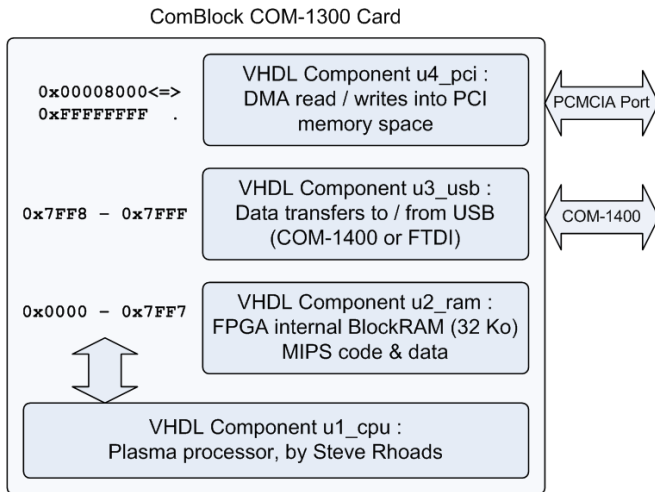 ComBlock COM-1300 Card
0x00008000<=>
0xFFFFFFFF .
VHDL Component u4_pci :
DMA read / writes into PCI
memory space
PCMCIA Port
0x7FF8 - 0x7FFF
VHDL Component u3_usb :
Data transfers to / from USB
(COM-1400 or FTDI)
COM-1400
0x0000 - 0x7FF7
VHDL Component u2_ram :
FPGA internal BlockRAM (32 Ko)
MIPS code & data
VHDL Component u1_cpu :
Plasma processor, by Steve Rhoads